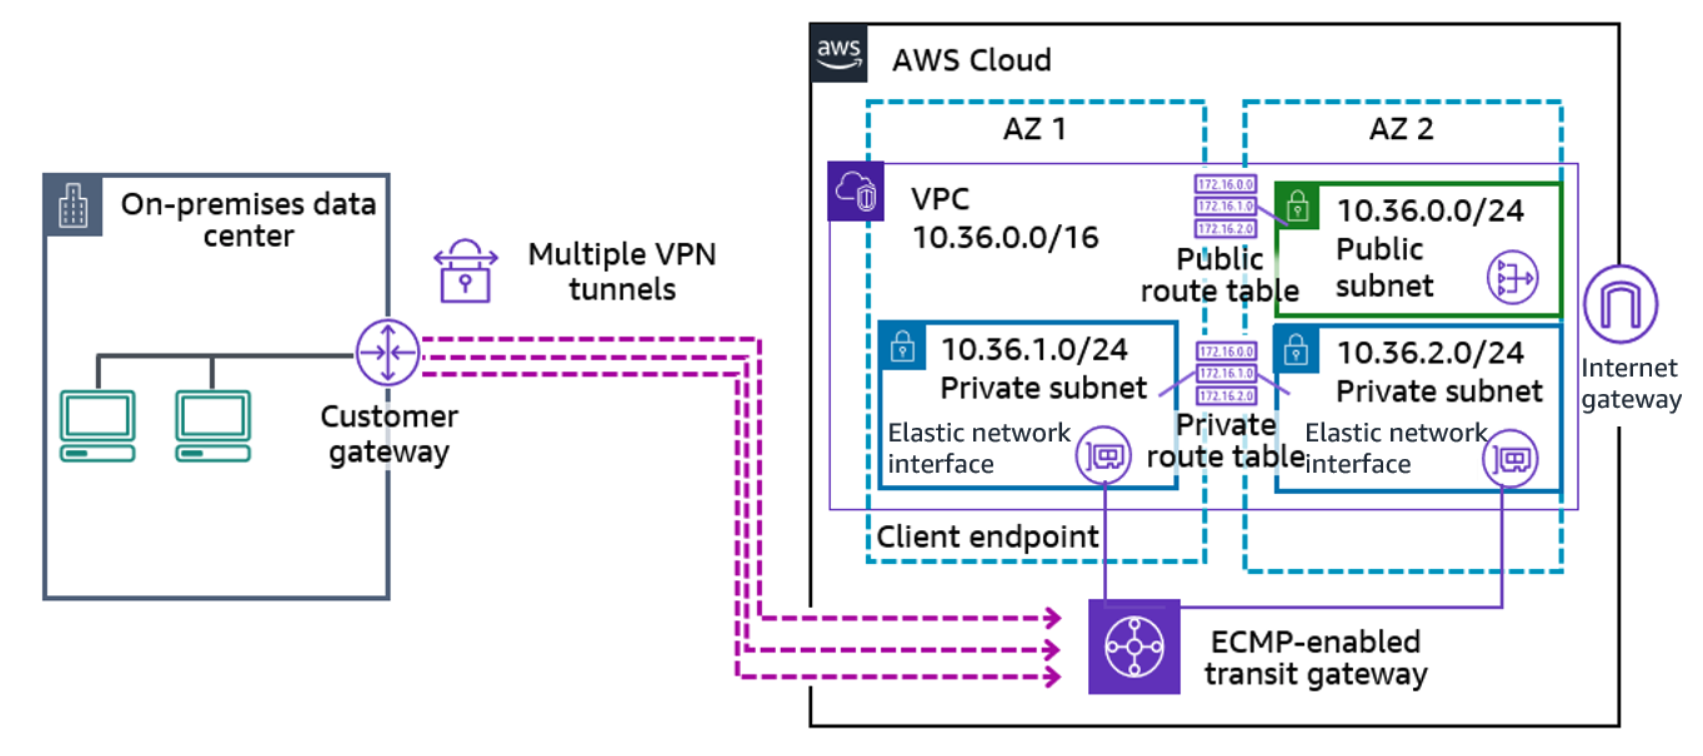 aws
AWS Cloud
AZ 1
AZ 2
On-premises data
center
Multiple VPN
tunnels
Customer
gateway
VPC
10.36.0.0/16
172.16.0.0
172.16.1.0
172.16.2.0
Public
route table
10.36.0.0/24
Public
subnet
Internet
gateway
10.36.1.0/24
Private subnet
Elastic network
interface
172.16.0.0
172.16.1.0
172.16.2.0
Private
route table
10.36.2.0/24
Private subnet
Elastic network
interface
Client endpoint
ECMP-enabled
transit gateway